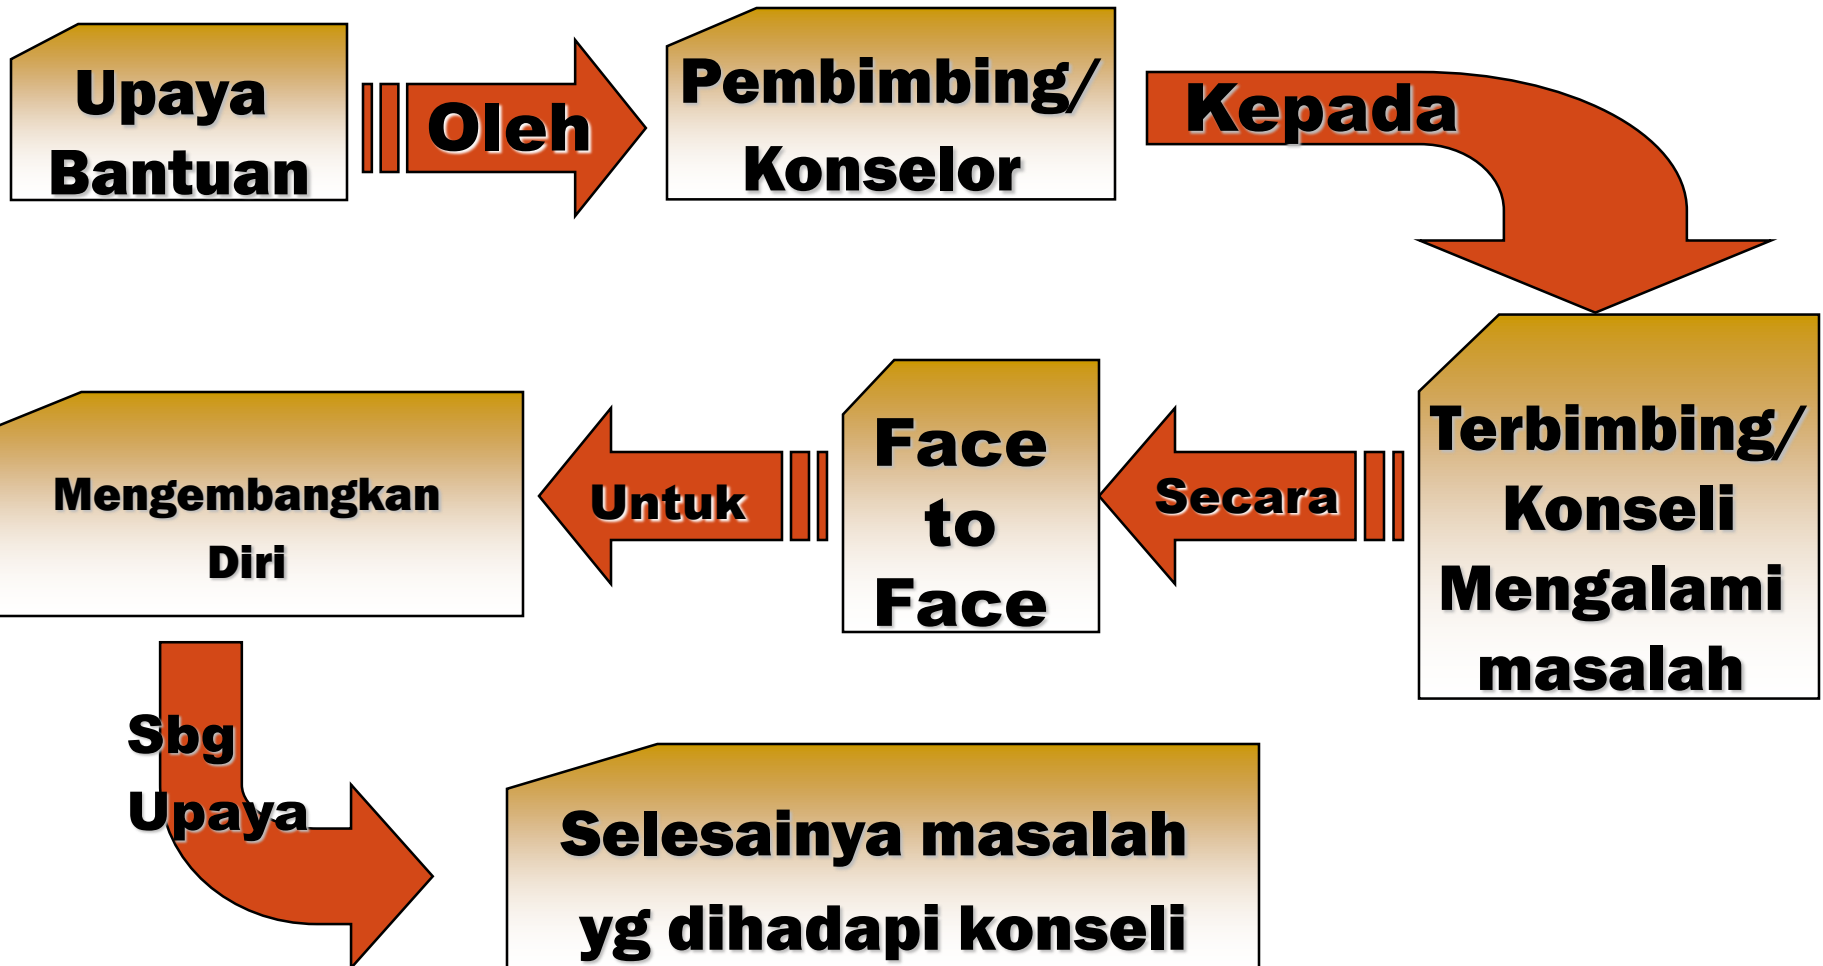 Upaya
Bantuan
Oleh
Pembimbing/
Konselor
Kepada
Terbimbing/
Konseli
Mengalami
masalah
Secara
Face
to
Face
Untuk
Mengembangkan
Diri
Sbg
Upaya
Selesainya masalah
yg dihadapi konseli